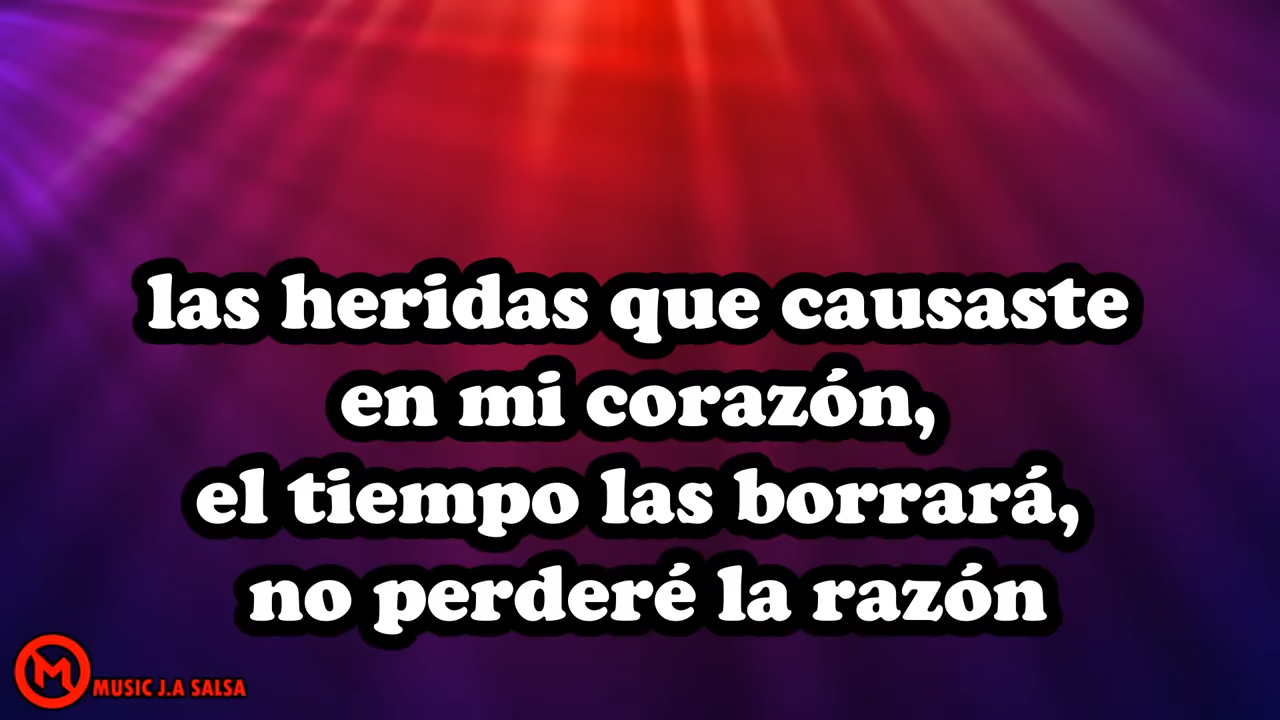 las heridas que causaste
en mi corazón,
el tiempo las borrará,
no perderé la razón
M MUSIC J.A SALSA